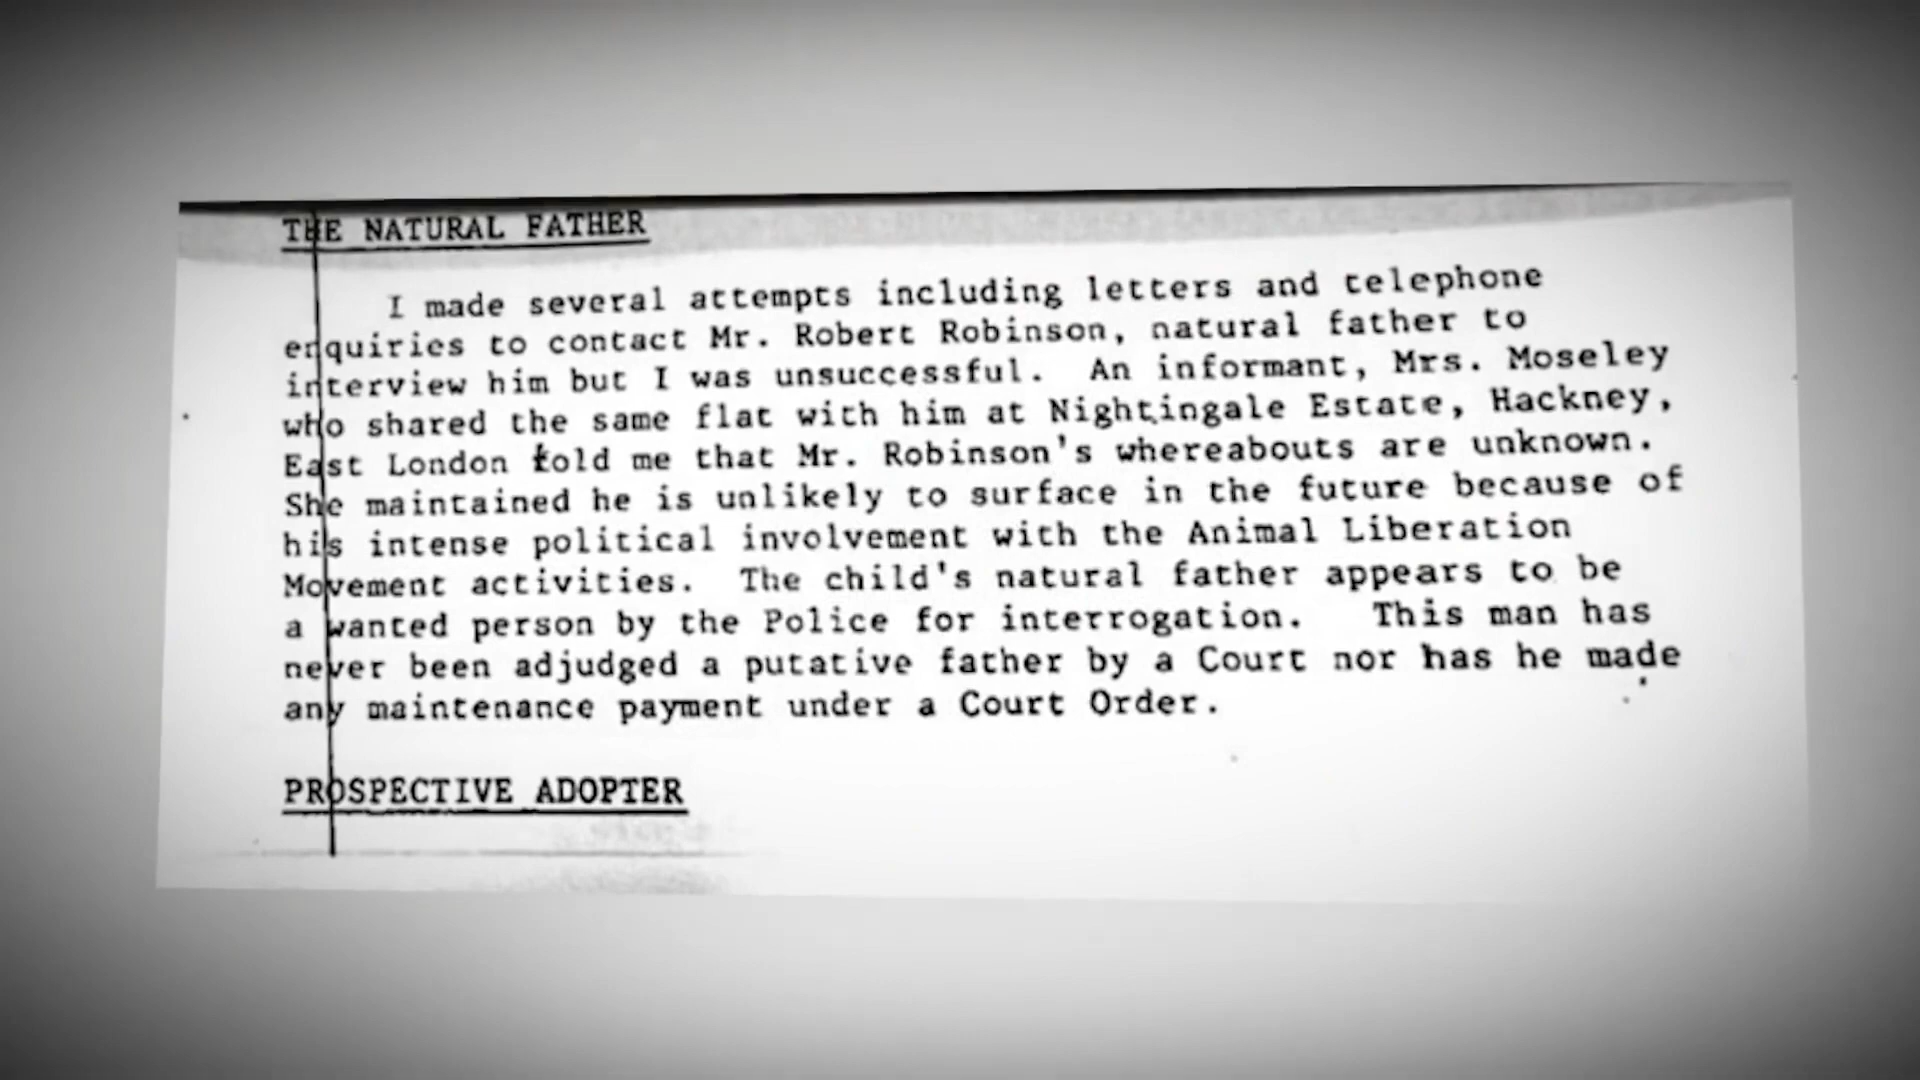 THE NATURAL FATHER
I made several attempts including letters and telephone
enquiries to contact Mr. Robert Robinson, natural father to
interview him but I was unsuccessful. An informant, Mrs. Moseley
who shared the same flat with him at Nightingale Estate, Hackney,
East London told me that Mr. Robinson's whereabouts are unknown.
She maintained he is unlikely to surface in the future because of
his intense political involvement with the Animal Liberation
Movement activities. The child's natural father appears to be
a wanted person by the Police for interrogation. This man has
never been adjudged a putative father by a Court nor has he made
any maintenance payment under a Court Order.
PROSPECTIVE ADOPTER